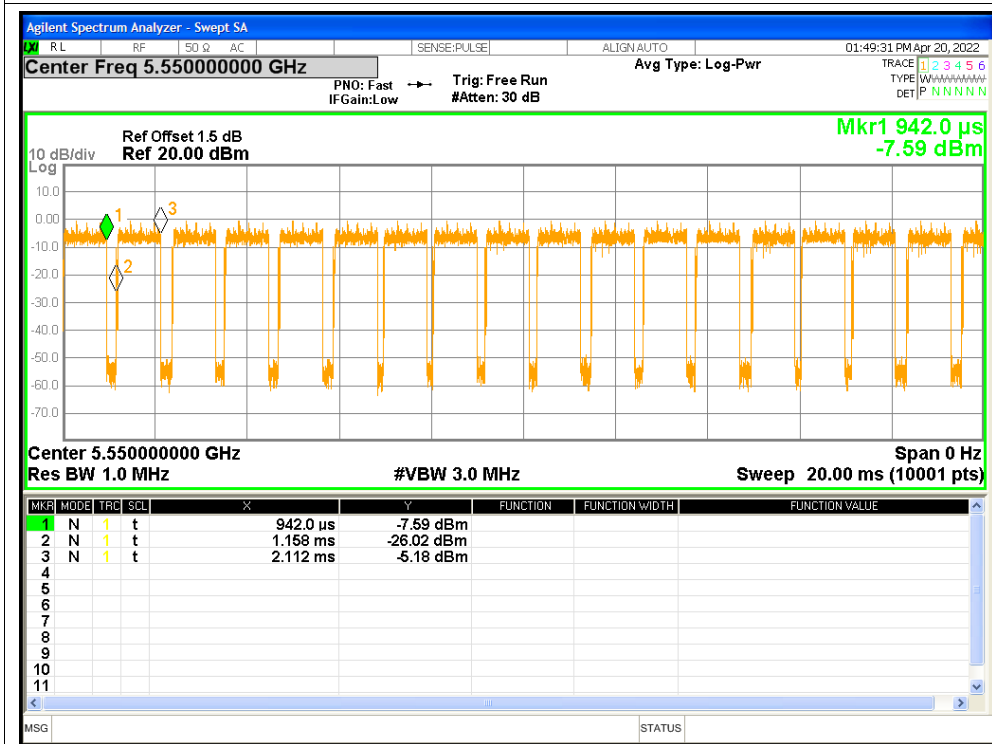 Agilent Spectrum Analyzer - Swept SA
LXI RL RF 50 Ω AC SENSE:PULSE ALIGN AUTO 01:49:31 PM Apr 20, 2022
Center Freq 5.550000000 GHz Avg Type: Log-Pwr TRACE 1 2 3 4 5 6
PNO: Fast Trig: Free Run TYPE WWWWWW
IFGain:Low #Atten: 30 dB DET P N N N N N
Mkr1 942.0 µs
Ref Offset 1.5 dB
10 dB/div Ref 20.00 dBm -7.59 dBm
Log
10.0
1 3
0.00
-10.0
2
-20.0
-30.0
-40.0
-50.0
-60.0
-70.0
Center 5.550000000 GHz Span 0 Hz
Res BW 1.0 MHz #VBW 3.0 MHz Sweep 20.00 ms (10001 pts)
MKR MODE TRC SCL X Y FUNCTION FUNCTION WIDTH FUNCTION VALUE
1 N 1 t 942.0 µs -7.59 dBm
2 N 1 t 1.158 ms -26.02 dBm
3 N 1 t 2.112 ms -5.18 dBm
4
5
6
7
8
9
10
11
MSG STATUS